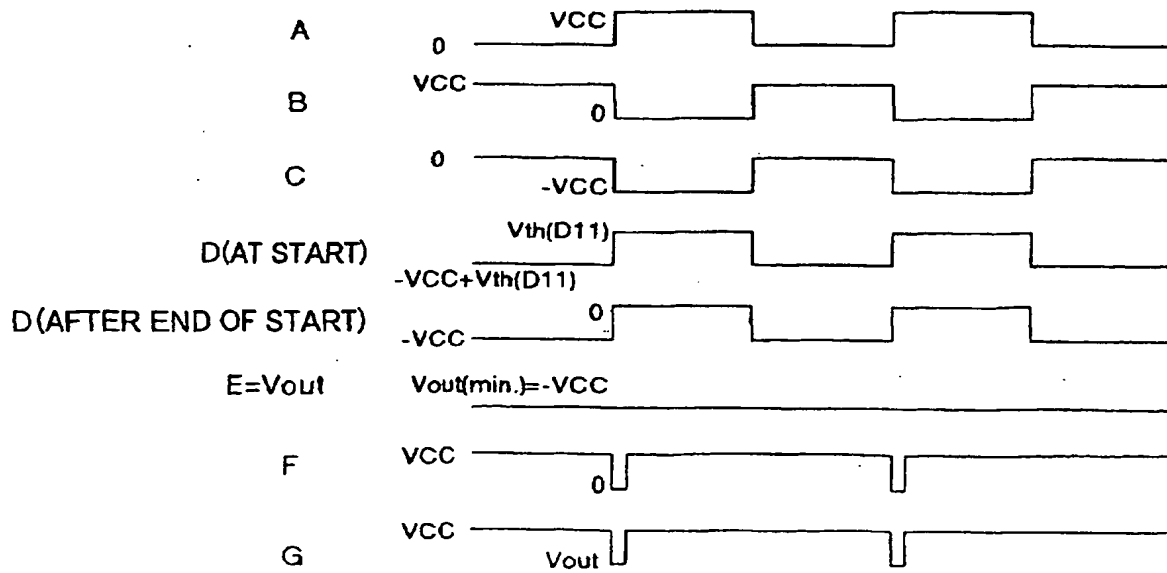 A VCC 0
B VCC 0
C 0 -VCC
D(AT START) Vth(D11) -VCC+Vth(D11)
D(AFTER END OF START) 0 -VCC
E=Vout Vout(min.)=-VCC
F VCC 0
G VCC Vout